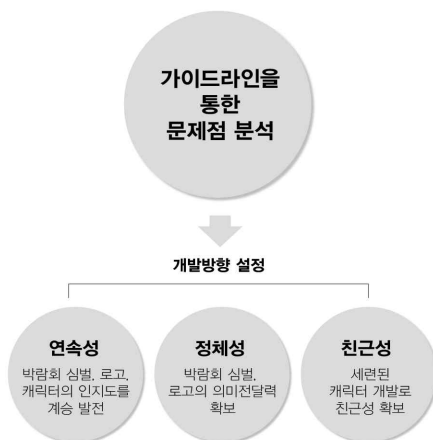 가이드라인을
통한
문제점 분석
개발방향 설정
연속성
박람회 심벌, 로고,
캐릭터의 인지도를
계승 발전
정체성
박람회 심벌,
로고의 의미전달력
확보
친근성
세련된
캐릭터 개발로
친근성 확보